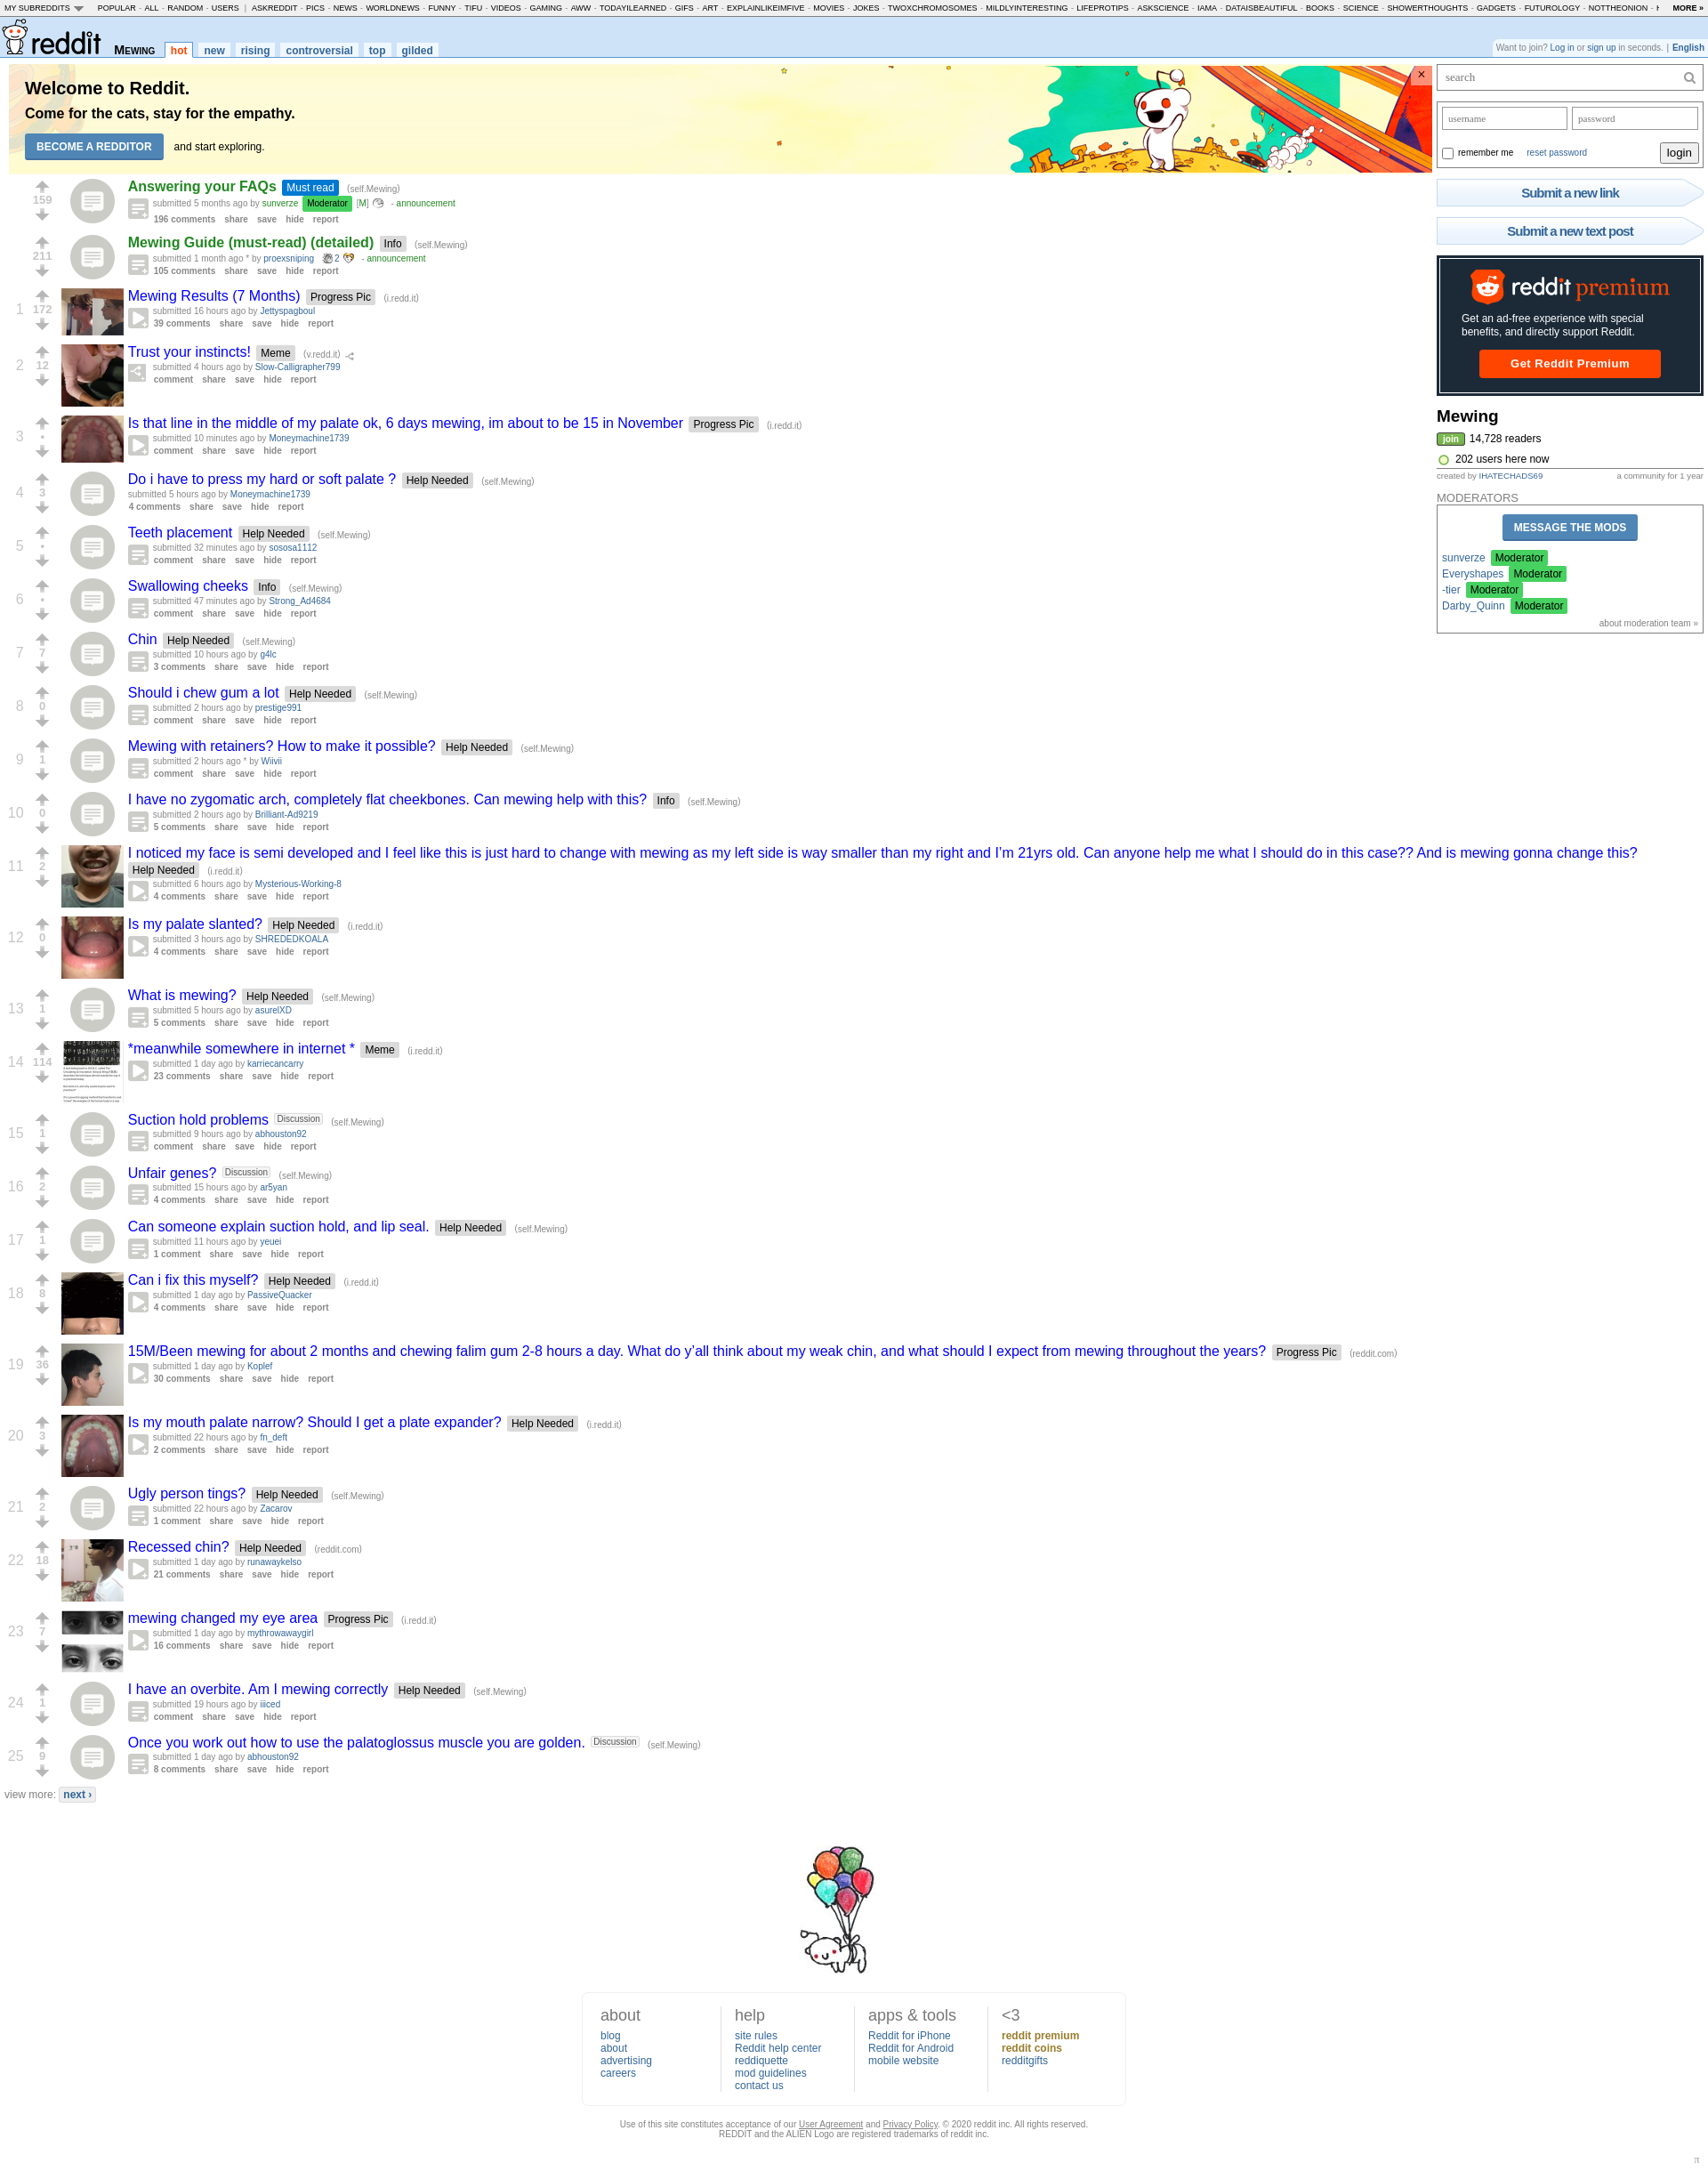 MY SUBREDDITS POPULAR - ALL - RANDOM - USERS | ASKREDDIT - PICS - NEWS - WORLDNEWS - FUNNY - TIFU - VIDEOS - GAMING - AWW - TODAYILEARNED - GIFS - ART - EXPLAINLIKEIMFIVE - MOVIES - JOKES - TWOXCHROMOSOMES - MILDLYINTERESTING - LIFEPROTIPS - ASKSCIENCE - IAMA - DATAISBEAUTIFUL - BOOKS - SCIENCE - SHOWERTHOUGHTS - GADGETS - FUTUROLOGY - NOTTHEONION - MORE »
reddit MEWING hot new rising controversial top gilded
Want to join? Log in or sign up in seconds. | English
Welcome to Reddit.
Come for the cats, stay for the empathy.
BECOME A REDDITOR and start exploring.
×
159
Answering your FAQs Must read (self.Mewing)
submitted 5 months ago by sunverze Moderator [M] - announcement
196 comments share save hide report
211
Mewing Guide (must-read) (detailed) Info (self.Mewing)
submitted 1 month ago * by proexsniping 2 - announcement
105 comments share save hide report
1 172
Mewing Results (7 Months) Progress Pic (i.redd.it)
submitted 16 hours ago by Jettyspagboul
39 comments share save hide report
2 12
Trust your instincts! Meme (v.redd.it)
submitted 4 hours ago by Slow-Calligrapher799
comment share save hide report
3 •
Is that line in the middle of my palate ok, 6 days mewing, im about to be 15 in November Progress Pic (i.redd.it)
submitted 10 minutes ago by Moneymachine1739
comment share save hide report
4 3
Do i have to press my hard or soft palate ? Help Needed (self.Mewing)
submitted 5 hours ago by Moneymachine1739
4 comments share save hide report
5 •
Teeth placement Help Needed (self.Mewing)
submitted 32 minutes ago by sososa1112
comment share save hide report
6 •
Swallowing cheeks Info (self.Mewing)
submitted 47 minutes ago by Strong_Ad4684
comment share save hide report
7 7
Chin Help Needed (self.Mewing)
submitted 10 hours ago by g4lc
3 comments share save hide report
8 0
Should i chew gum a lot Help Needed (self.Mewing)
submitted 2 hours ago by prestige991
comment share save hide report
9 1
Mewing with retainers? How to make it possible? Help Needed (self.Mewing)
submitted 2 hours ago * by Wiivii
comment share save hide report
10 0
I have no zygomatic arch, completely flat cheekbones. Can mewing help with this? Info (self.Mewing)
submitted 2 hours ago by Brilliant-Ad9219
5 comments share save hide report
11 2
I noticed my face is semi developed and I feel like this is just hard to change with mewing as my left side is way smaller than my right and I'm 21yrs old. Can anyone help me what I should do in this case?? And is mewing gonna change this?
Help Needed (i.redd.it)
submitted 6 hours ago by Mysterious-Working-8
4 comments share save hide report
12 0
Is my palate slanted? Help Needed (i.redd.it)
submitted 3 hours ago by SHREDEDKOALA
4 comments share save hide report
13 1
What is mewing? Help Needed (self.Mewing)
submitted 5 hours ago by asurelXD
5 comments share save hide report
14 114
*meanwhile somewhere in internet * Meme (i.redd.it)
submitted 1 day ago by karriecancarry
23 comments share save hide report
15 1
Suction hold problems Discussion (self.Mewing)
submitted 9 hours ago by abhouston92
comment share save hide report
16 2
Unfair genes? Discussion (self.Mewing)
submitted 15 hours ago by ar5yan
4 comments share save hide report
17 1
Can someone explain suction hold, and lip seal. Help Needed (self.Mewing)
submitted 11 hours ago by yeuei
1 comment share save hide report
18 8
Can i fix this myself? Help Needed (i.redd.it)
submitted 1 day ago by PassiveQuacker
4 comments share save hide report
19 36
15M/Been mewing for about 2 months and chewing falim gum 2-8 hours a day. What do y'all think about my weak chin, and what should I expect from mewing throughout the years? Progress Pic (reddit.com)
submitted 1 day ago by Koplef
30 comments share save hide report
20 3
Is my mouth palate narrow? Should I get a plate expander? Help Needed (i.redd.it)
submitted 22 hours ago by fn_deft
2 comments share save hide report
21 2
Ugly person tings? Help Needed (self.Mewing)
submitted 22 hours ago by Zacarov
1 comment share save hide report
22 18
Recessed chin? Help Needed (reddit.com)
submitted 1 day ago by runawaykelso
21 comments share save hide report
23 7
mewing changed my eye area Progress Pic (i.redd.it)
submitted 1 day ago by mythrowawaygirl
16 comments share save hide report
24 1
I have an overbite. Am I mewing correctly Help Needed (self.Mewing)
submitted 19 hours ago by iiiced
comment share save hide report
25 9
Once you work out how to use the palatoglossus muscle you are golden. Discussion (self.Mewing)
submitted 1 day ago by abhouston92
8 comments share save hide report
view more: next ›
search
username password
remember me reset password login
Submit a new link
Submit a new text post
reddit premium
Get an ad-free experience with special
benefits, and directly support Reddit.
Get Reddit Premium
Mewing
join 14,728 readers
202 users here now
created by IHATECHADS69 a community for 1 year
MODERATORS
MESSAGE THE MODS
sunverze Moderator
Everyshapes Moderator
-tier Moderator
Darby_Quinn Moderator
about moderation team »
about
blog
about
advertising
careers
help
site rules
Reddit help center
reddiquette
mod guidelines
contact us
apps & tools
Reddit for iPhone
Reddit for Android
mobile website
<3
reddit premium
reddit coins
redditgifts
Use of this site constitutes acceptance of our User Agreement and Privacy Policy. © 2020 reddit inc. All rights reserved.
REDDIT and the ALIEN Logo are registered trademarks of reddit inc.
π